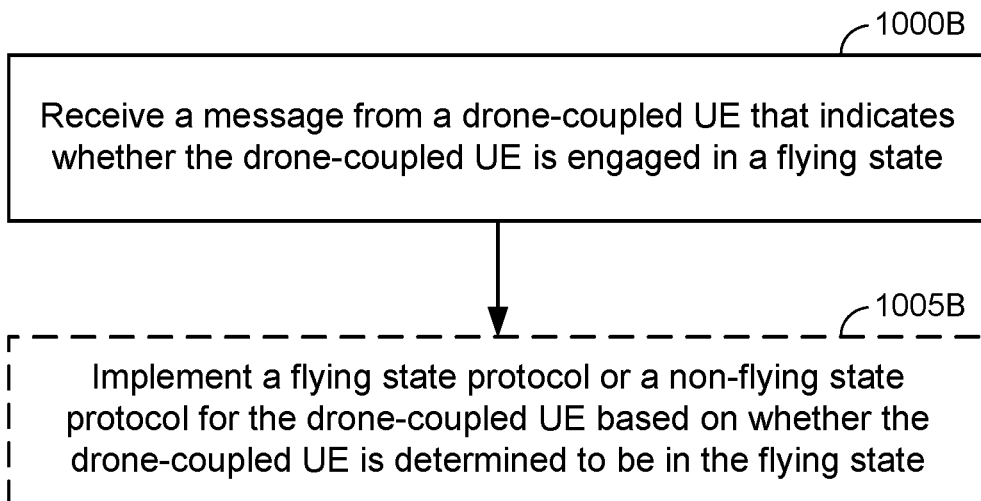 1000B
Receive a message from a drone-coupled UE that indicates
whether the drone-coupled UE is engaged in a flying state
1005B
Implement a flying state protocol or a non-flying state
protocol for the drone-coupled UE based on whether the
drone-coupled UE is determined to be in the flying state